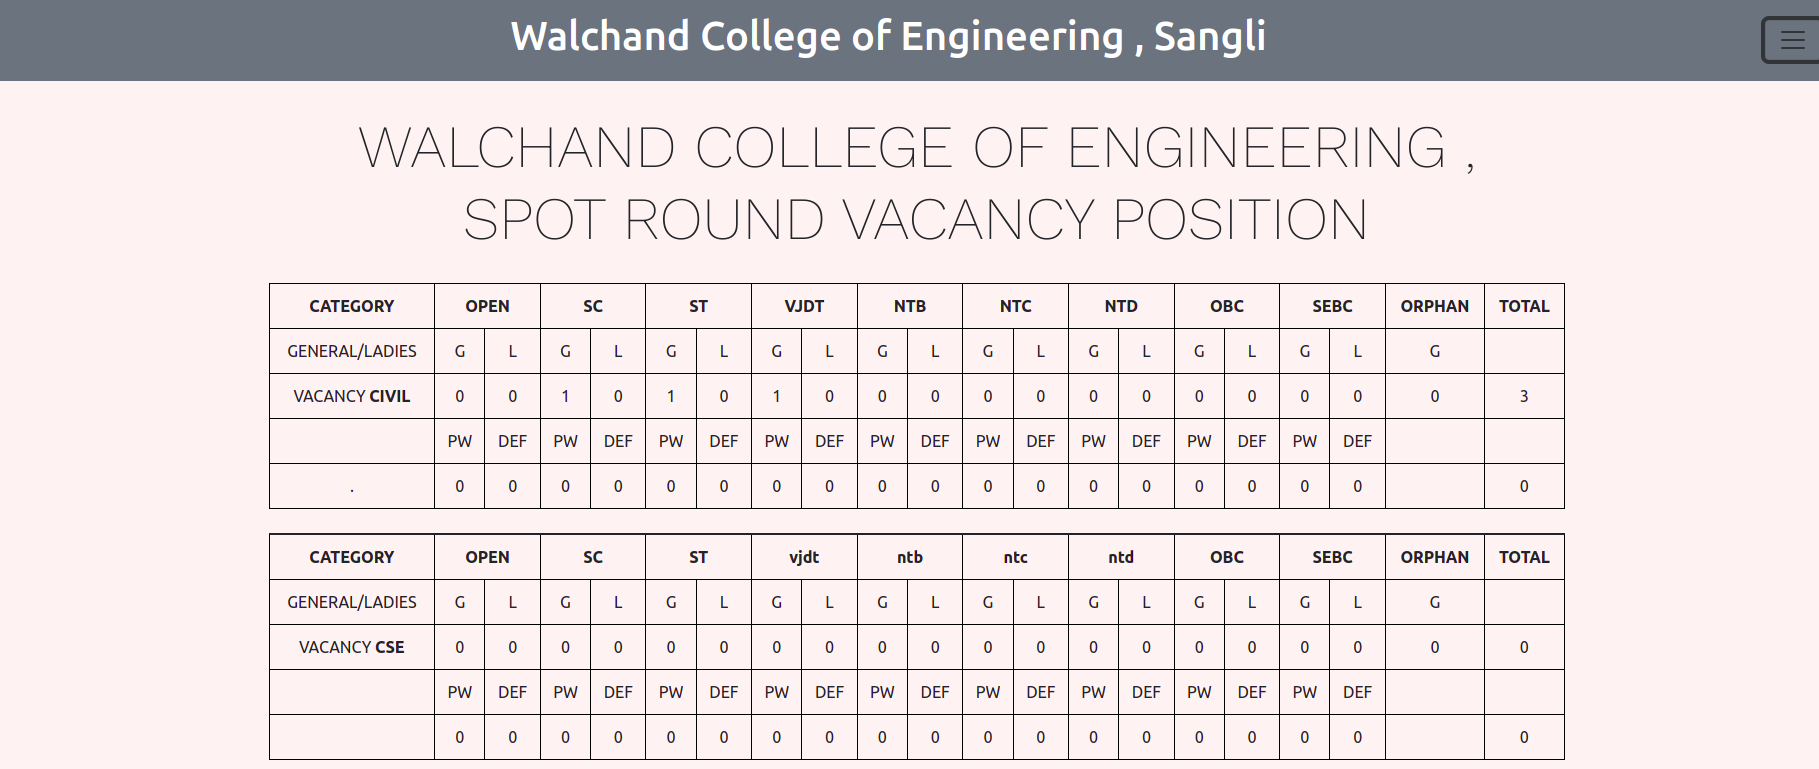 Walchand College of Engineering , Sangli
WALCHAND COLLEGE OF ENGINEERING ,
SPOT ROUND VACANCY POSITION
CATEGORY OPEN SC ST VJDT NTB NTC NTD OBC SEBC ORPHAN TOTAL
GENERAL/LADIES G L G L G L G L G L G L G L G L G L G
VACANCY CIVIL 0 0 1 0 1 0 1 0 0 0 0 0 0 0 0 0 0 0 0 3
PW DEF PW DEF PW DEF PW DEF PW DEF PW DEF PW DEF PW DEF PW DEF
. 0 0 0 0 0 0 0 0 0 0 0 0 0 0 0 0 0 0 0
CATEGORY OPEN SC ST vjdt ntb ntc ntd OBC SEBC ORPHAN TOTAL
GENERAL/LADIES G L G L G L G L G L G L G L G L G L G
VACANCY CSE 0 0 0 0 0 0 0 0 0 0 0 0 0 0 0 0 0 0 0 0
PW DEF PW DEF PW DEF PW DEF PW DEF PW DEF PW DEF PW DEF PW DEF
0 0 0 0 0 0 0 0 0 0 0 0 0 0 0 0 0 0 0